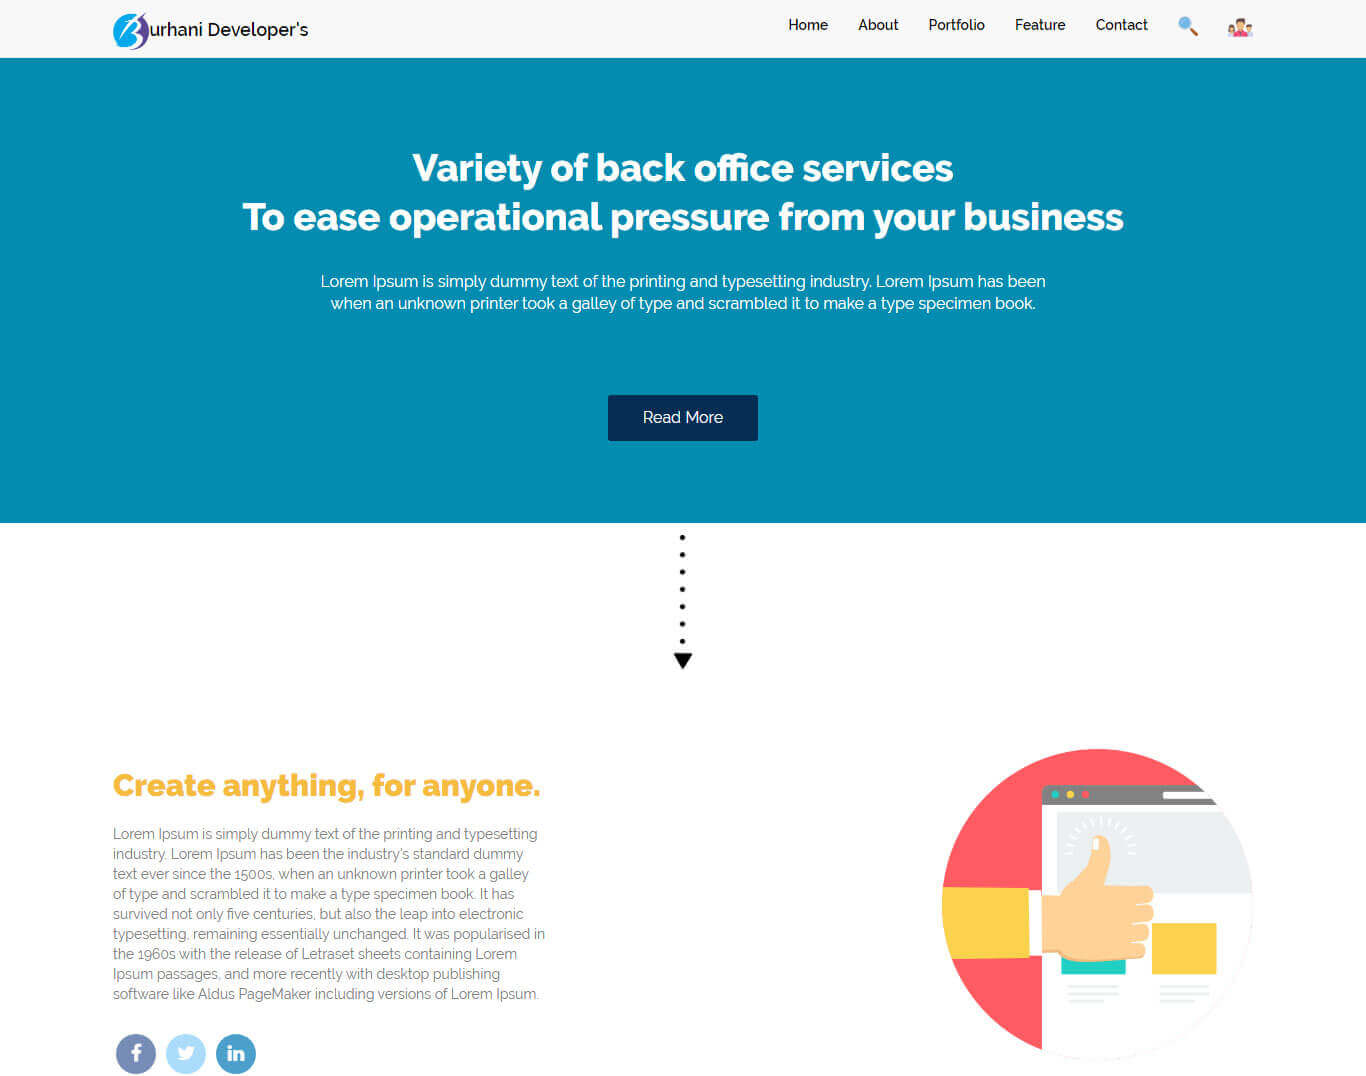 Burhani Developer's
Home About Portfolio Feature Contact
Variety of back office services
To ease operational pressure from your business
Lorem Ipsum is simply dummy text of the printing and typesetting industry. Lorem Ipsum has been
when an unknown printer took a galley of type and scrambled it to make a type specimen book.
Read More
Create anything, for anyone.
Lorem Ipsum is simply dummy text of the printing and typesetting
industry. Lorem Ipsum has been the industry's standard dummy
text ever since the 1500s, when an unknown printer took a galley
of type and scrambled it to make a type specimen book. It has
survived not only five centuries, but also the leap into electronic
typesetting, remaining essentially unchanged. It was popularised in
the 1960s with the release of Letraset sheets containing Lorem
Ipsum passages, and more recently with desktop publishing
software like Aldus PageMaker including versions of Lorem Ipsum.